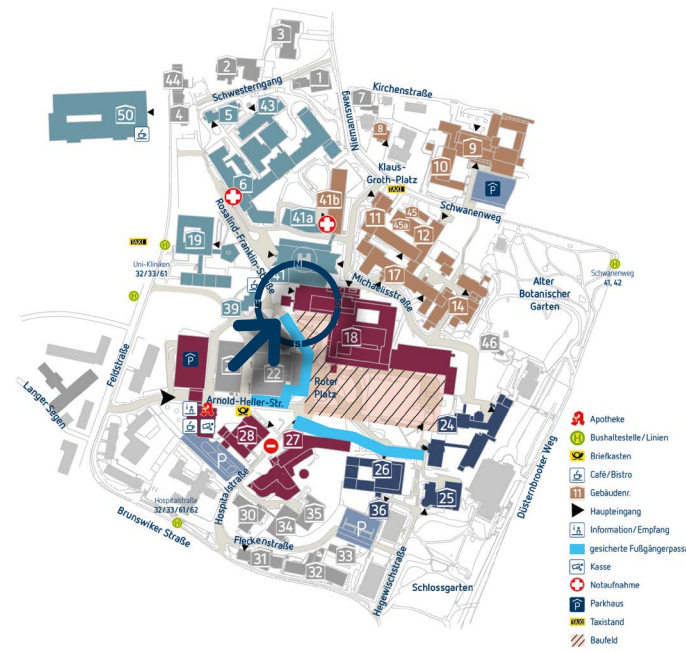 3
2
1
44
Schwesterngang
Kirchenstraße
50
4
5
43
7
Niemannsweg
8
9
10
Klaus-
Groth-Platz
TAXI
P
6
41b
41a
11
45
45a
12
Schwanenweg
Rosalind-Franklin-Straße
19
TAXI
H
Uni-Kliniken
32/33/61
H
H
N
41
17
Michaelisstraße
14
Alter
Botanischer
Garten
H
Schwanenweg
41, 42
39
18
46
S
P
22
Roter
Platz
Feldstraße
Langer Segen
Arnold-Heller-Str.
28
27
24
P
26
25
36
Düsternbrooker Weg
Hospitalstraße
32/33/61/62
H
Hospitalstraße
30
34
35
P
Brunswiker Straße
Fleckenstraße
31
32
33
Hegewischstraße
Schlossgarten
Apotheke
H Bushaltestelle/Linien
Briefkasten
Café/Bistro
11 Gebäudenr.
Haupteingang
Information/Empfang
gesicherte Fußgängerpassa
Kasse
Notaufnahme
P Parkhaus
TAXI Taxistand
Baufeld